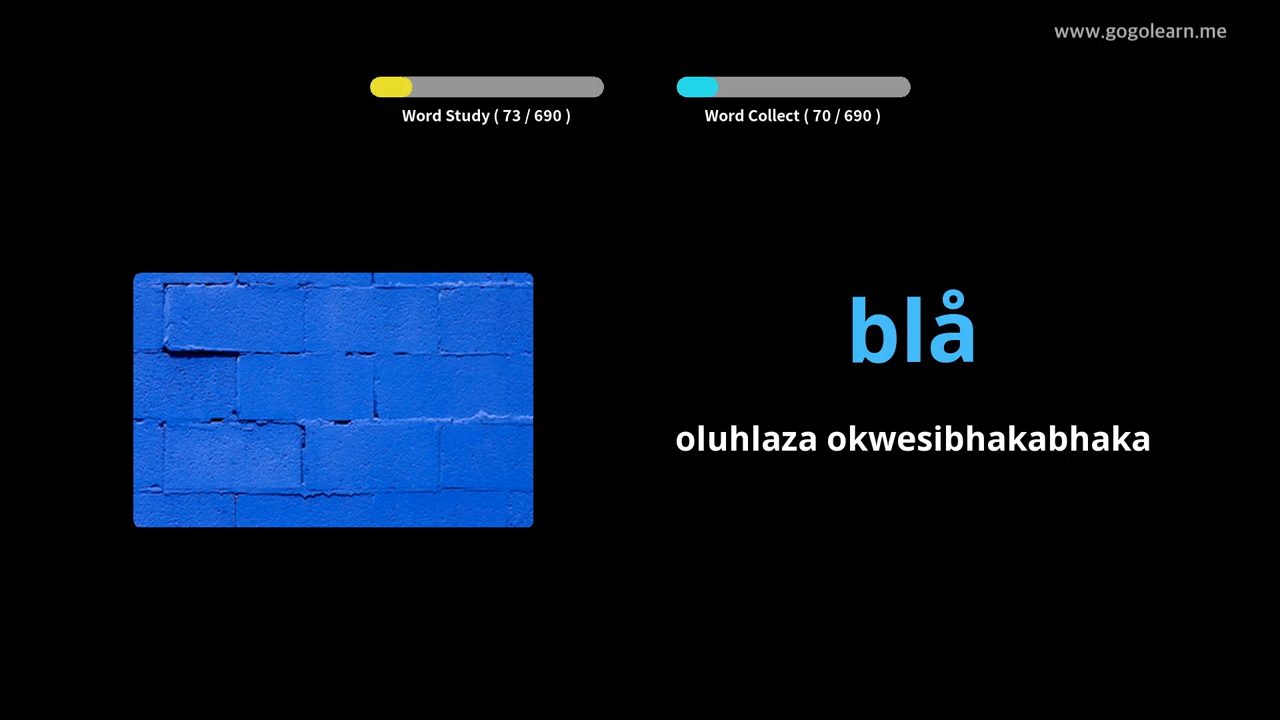 www.gogolearn.me
Word Study ( 73 / 690 )
Word Collect ( 70 / 690 )
blå
oluhlaza okwesibhakabhaka